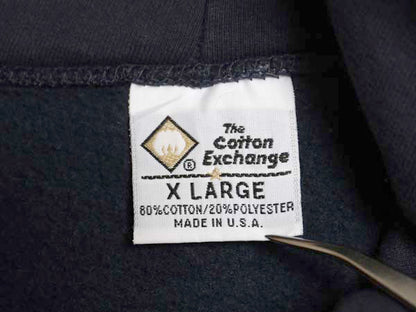 The
Cotton
Exchange
®
X LARGE
80%COTTON/20%POLYESTER
MADE IN U.S.A.